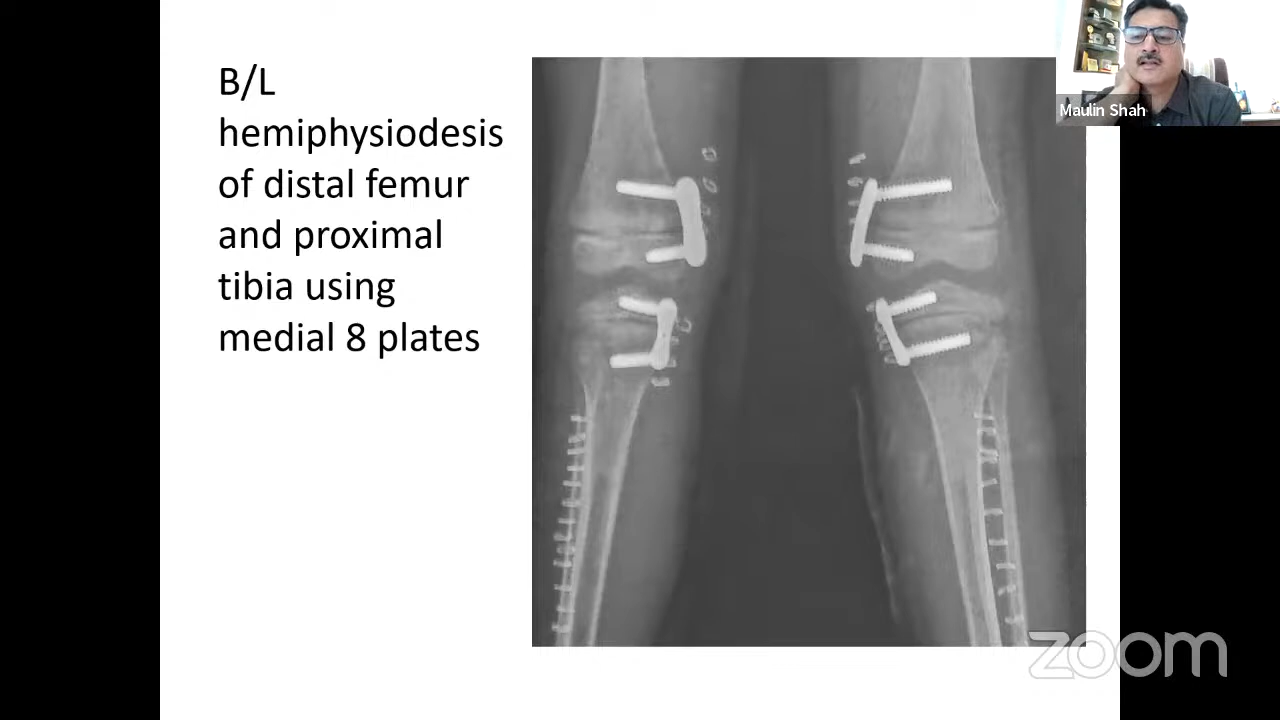 B/L
hemiphysiodesis
of distal femur
and proximal
tibia using
medial 8 plates
Maulin Shah
zoom